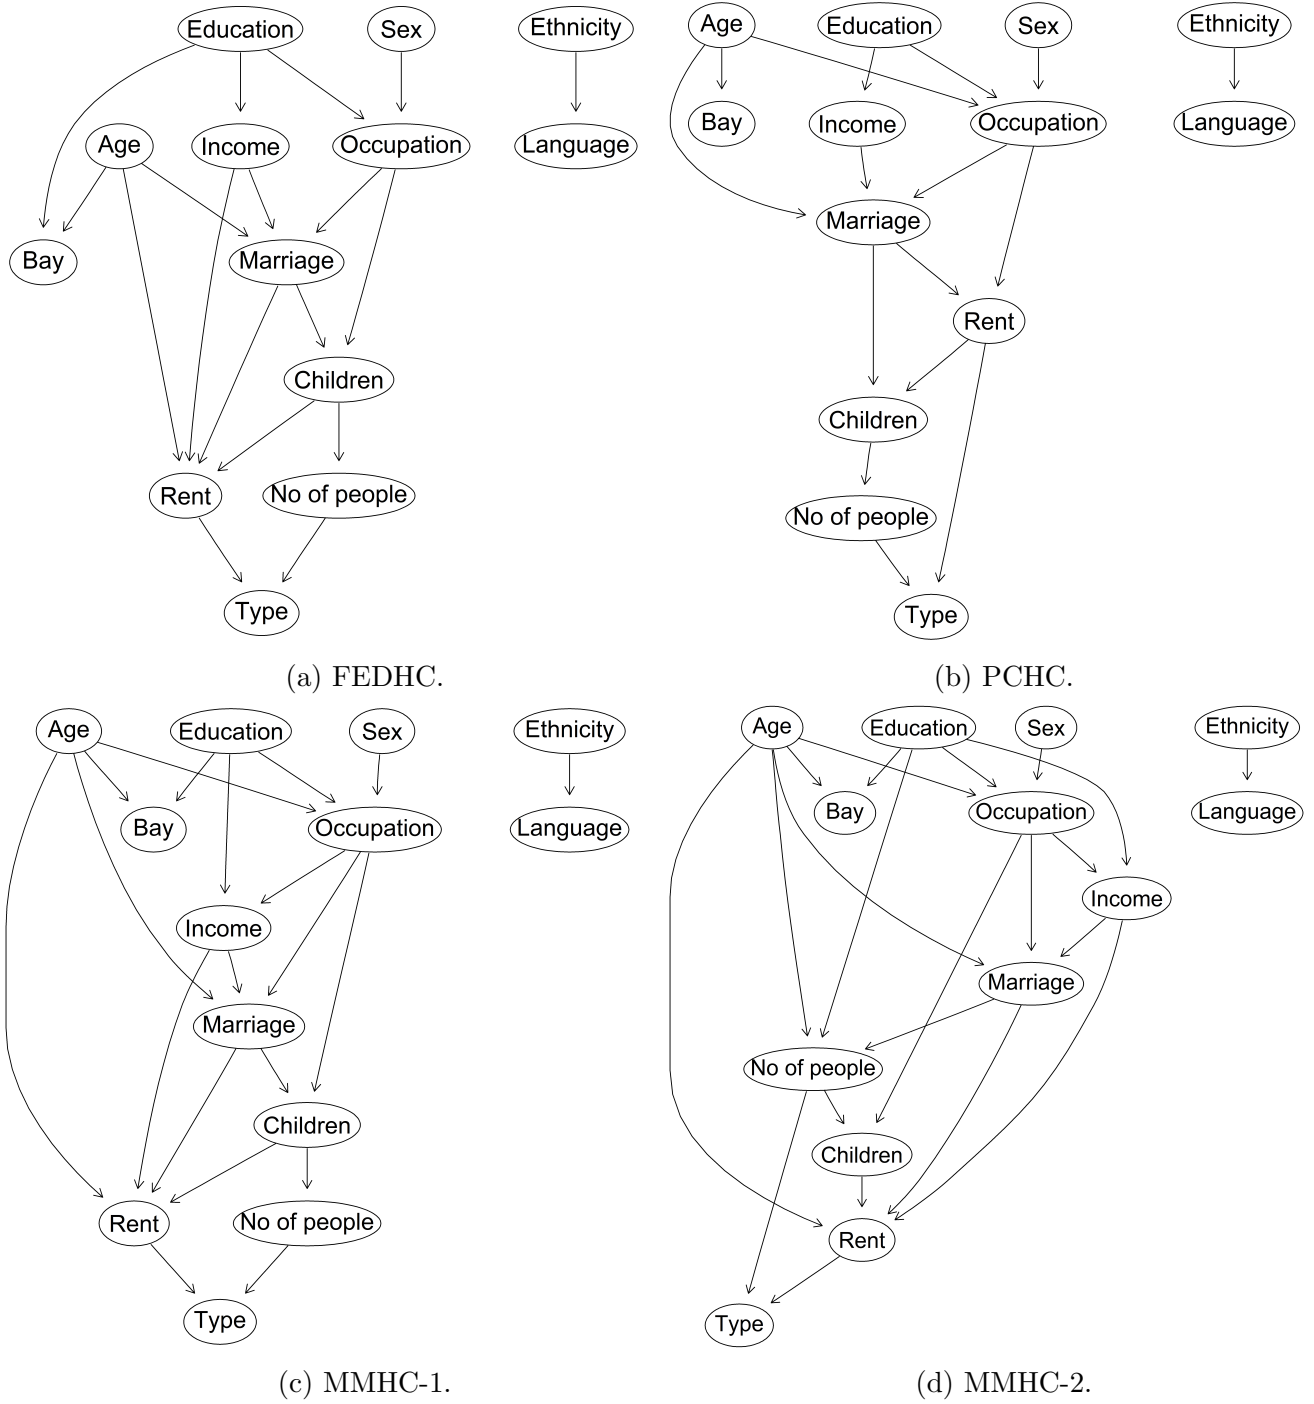 Education
Sex
Ethnicity
Age
Income
Occupation
Language
Bay
Marriage
Children
Rent
No of people
Type
(a) FEDHC.
Age
Education
Sex
Ethnicity
Bay
Income
Occupation
Language
Marriage
Rent
Children
No of people
Type
(b) PCHC.
Age
Education
Sex
Ethnicity
Bay
Occupation
Language
Income
Marriage
Children
Rent
No of people
Type
(c) MMHC-1.
Age
Education
Sex
Ethnicity
Bay
Occupation
Language
Income
Marriage
No of people
Children
Rent
Type
(d) MMHC-2.